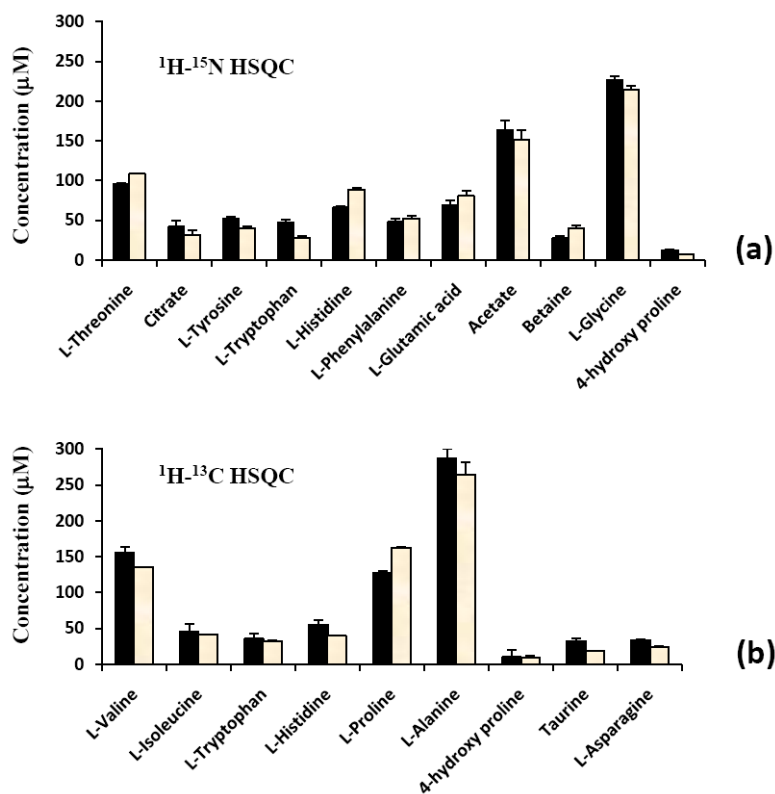 300
250
200
150
100
50
0
Concentration (µM)
¹H-¹⁵N HSQC
(a)
L-Threonine
Citrate
L-Tyrosine
L-Tryptophan
L-Histidine
L-Phenylalanine
L-Glutamic acid
Acetate
Betaine
L-Glycine
4-hydroxy proline
300
250
200
150
100
50
0
Concentration (µM)
¹H-¹³C HSQC
(b)
L-Valine
L-Isoleucine
L-Tryptophan
L-Histidine
L-Proline
L-Alanine
4-hydroxy proline
Taurine
L-Asparagine